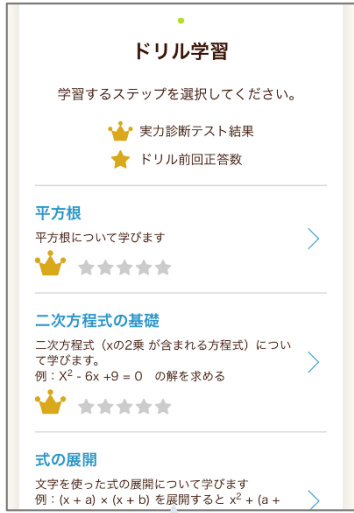 ドリル学習
学習するステップを選択してください。
実力診断テスト結果
ドリル前回正答数
平方根
平方根について学びます
二次方程式の基礎
二次方程式（xの2乗 が含まれる方程式）につい
て学びます。
例：X² - 6x +9 = 0　の解を求める
式の展開
文字を使った式の展開について学びます
例：(x + a) × (x + b) を展開すると x² + (a +